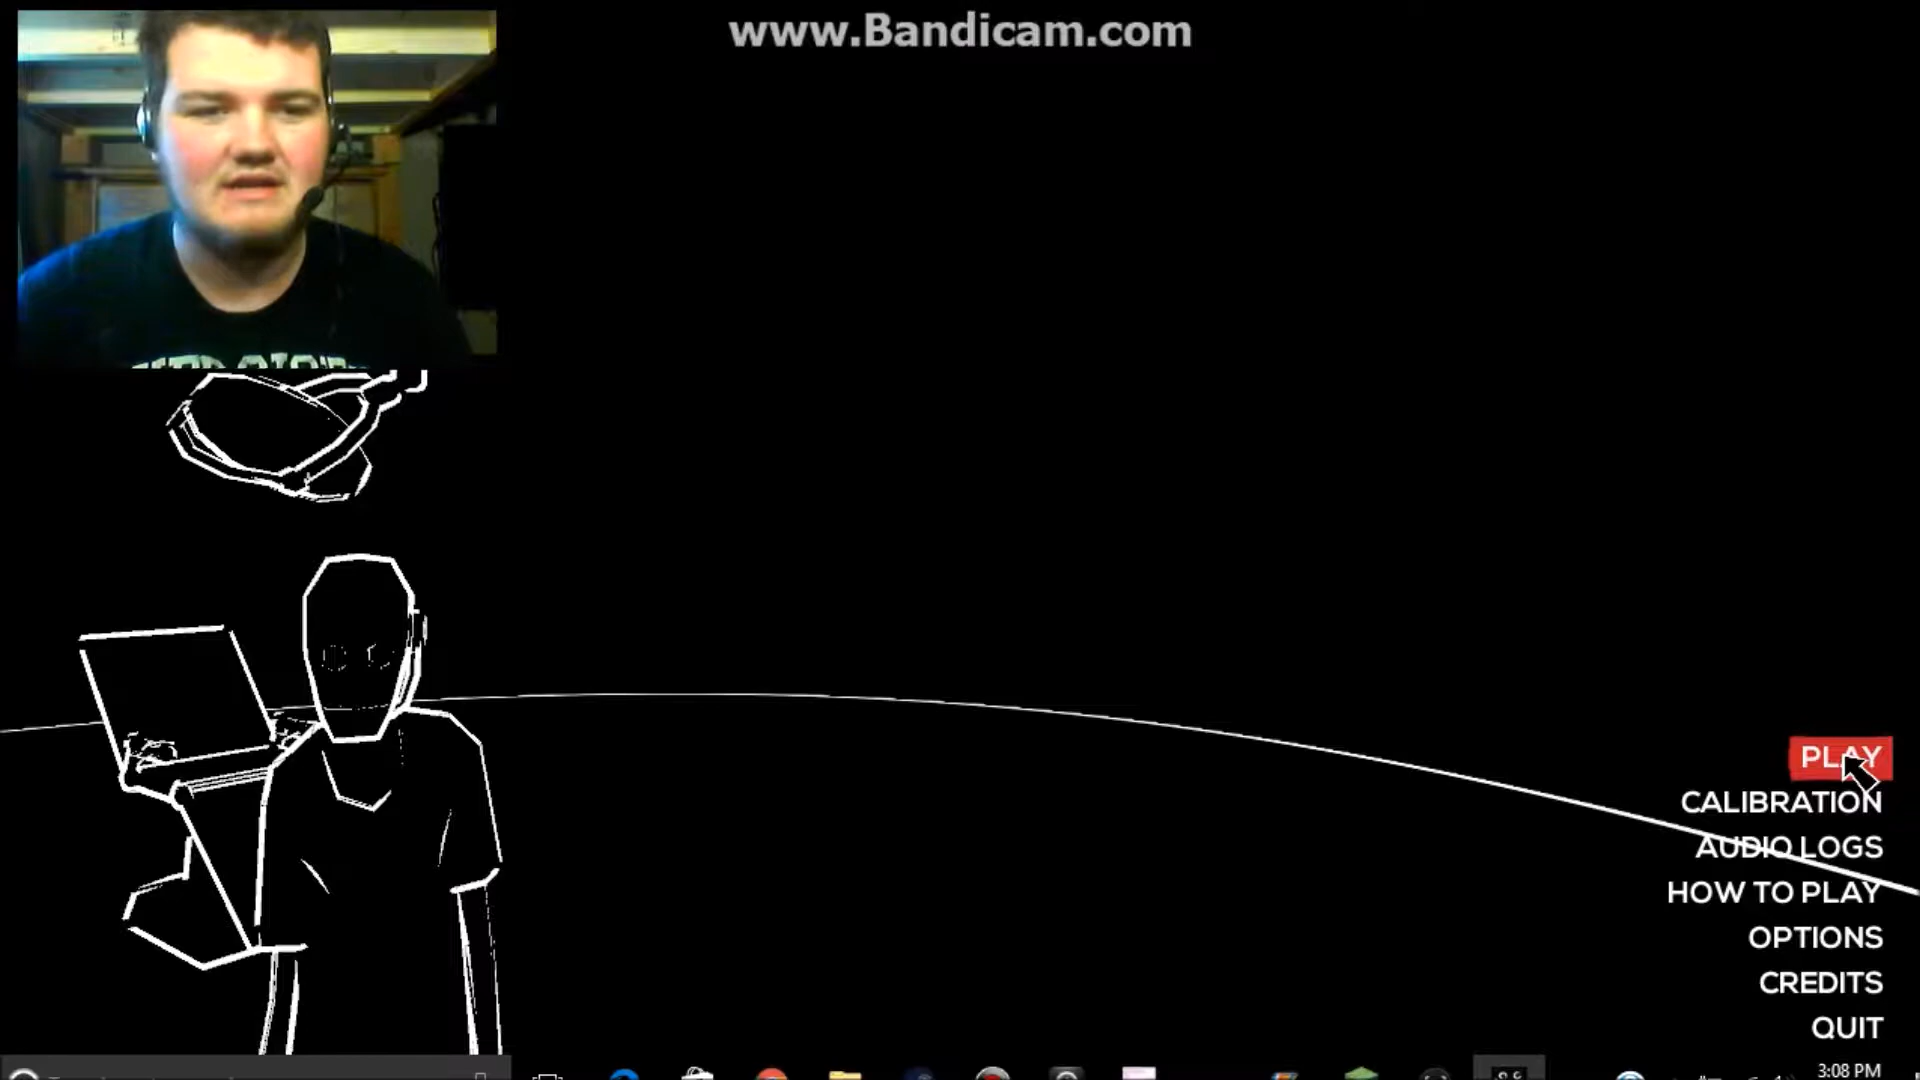 www.Bandicam.com
PLAY
CALIBRATION
AUDIO LOGS
HOW TO PLAY
OPTIONS
CREDITS
QUIT
3:08 PM